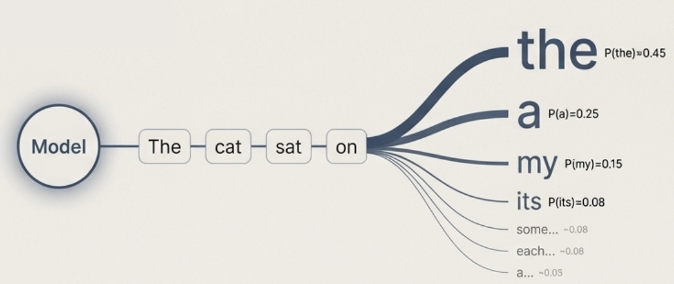 Model
The
cat
sat
on
the P(the)≈0.45
a P(a)=0.25
my P(my)=0.15
its P(its)=0.08
some... ~0.08
each... ~0.06
a... ~0.03